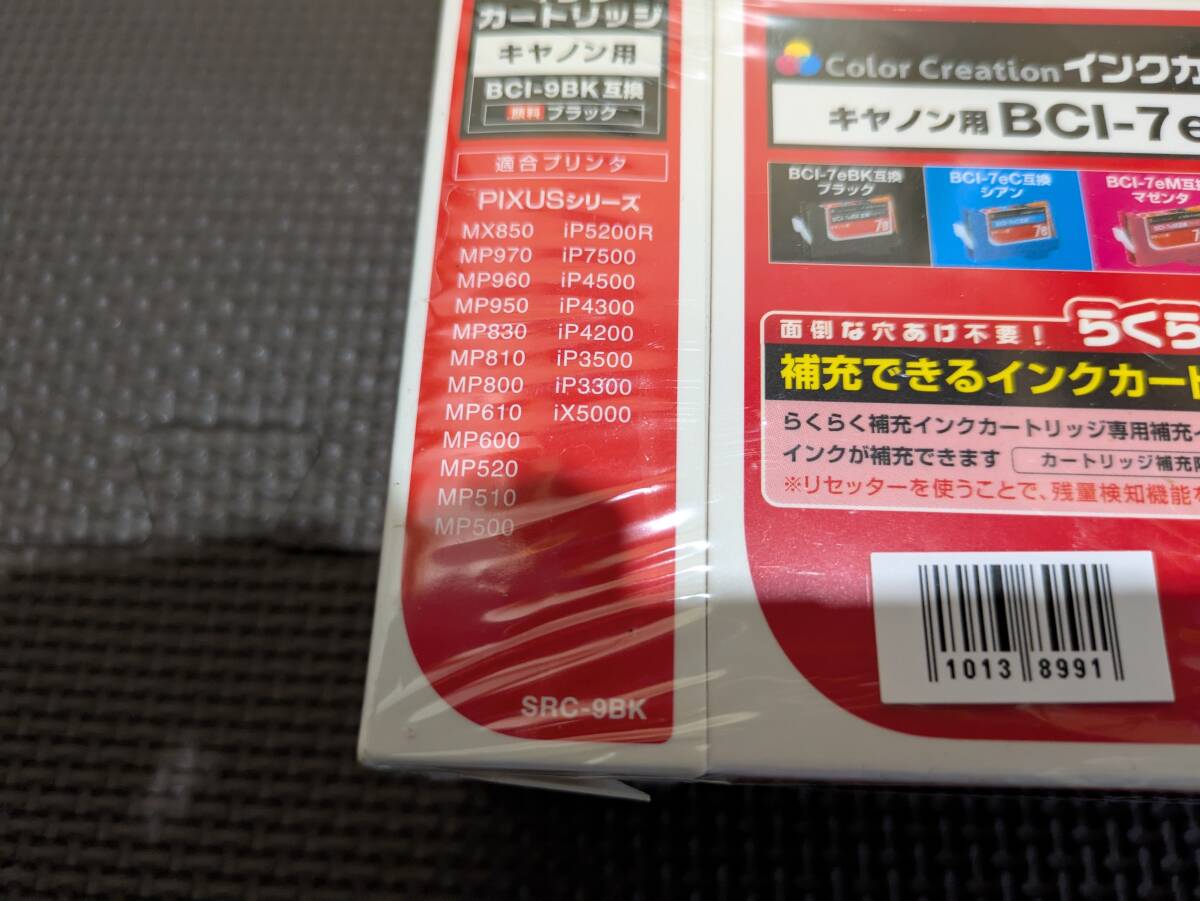 カートリッジ
キヤノン用
BCI-9BK互換
顔料 ブラック
適合プリンタ
PIXUSシリーズ
MX850 iP5200R
MP970 iP7500
MP960 iP4500
MP950 iP4300
MP830 iP4200
MP810 iP3500
MP800 iP3300
MP610 iX5000
MP600
MP520
MP510
MP500
SRC-9BK
Color Creation インクカ
キヤノン用 BCI-7e
BCI-7eBK互換
ブラック
BCI-7eC互換
シアン
BCI-7eM互換
マゼンタ
面倒な穴あけ不要! らくら
補充できるインクカート
らくらく補充インクカートリッジ専用補充イ
インクが補充できます カートリッジ補充
※リセッターを使うことで、残量検知機能
1013 8991